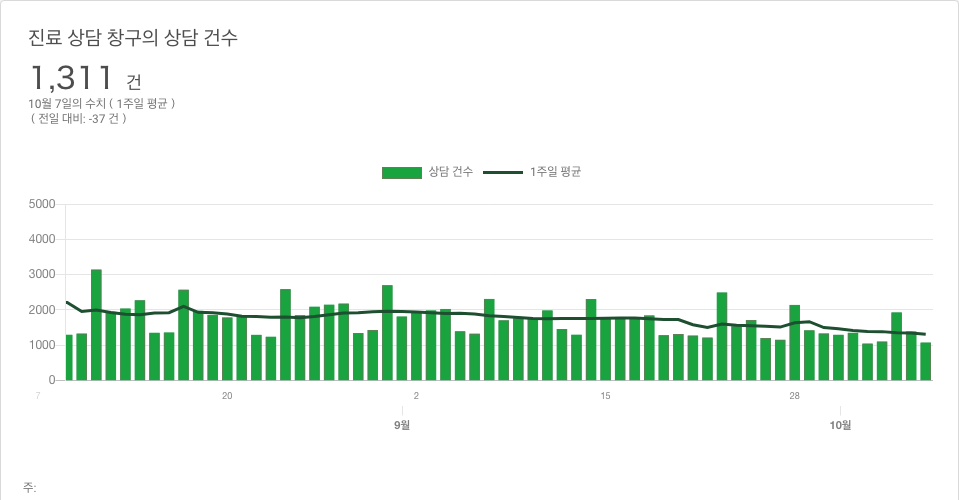 진료 상담 창구의 상담 건수
1,311 건
10월 7일의 수치 ( 1주일 평균 )
( 전일 대비: -37 건 )
상담 건수 1주일 평균
5000
4000
3000
2000
1000
0
7 20 2 15 28
9월 10월
주: